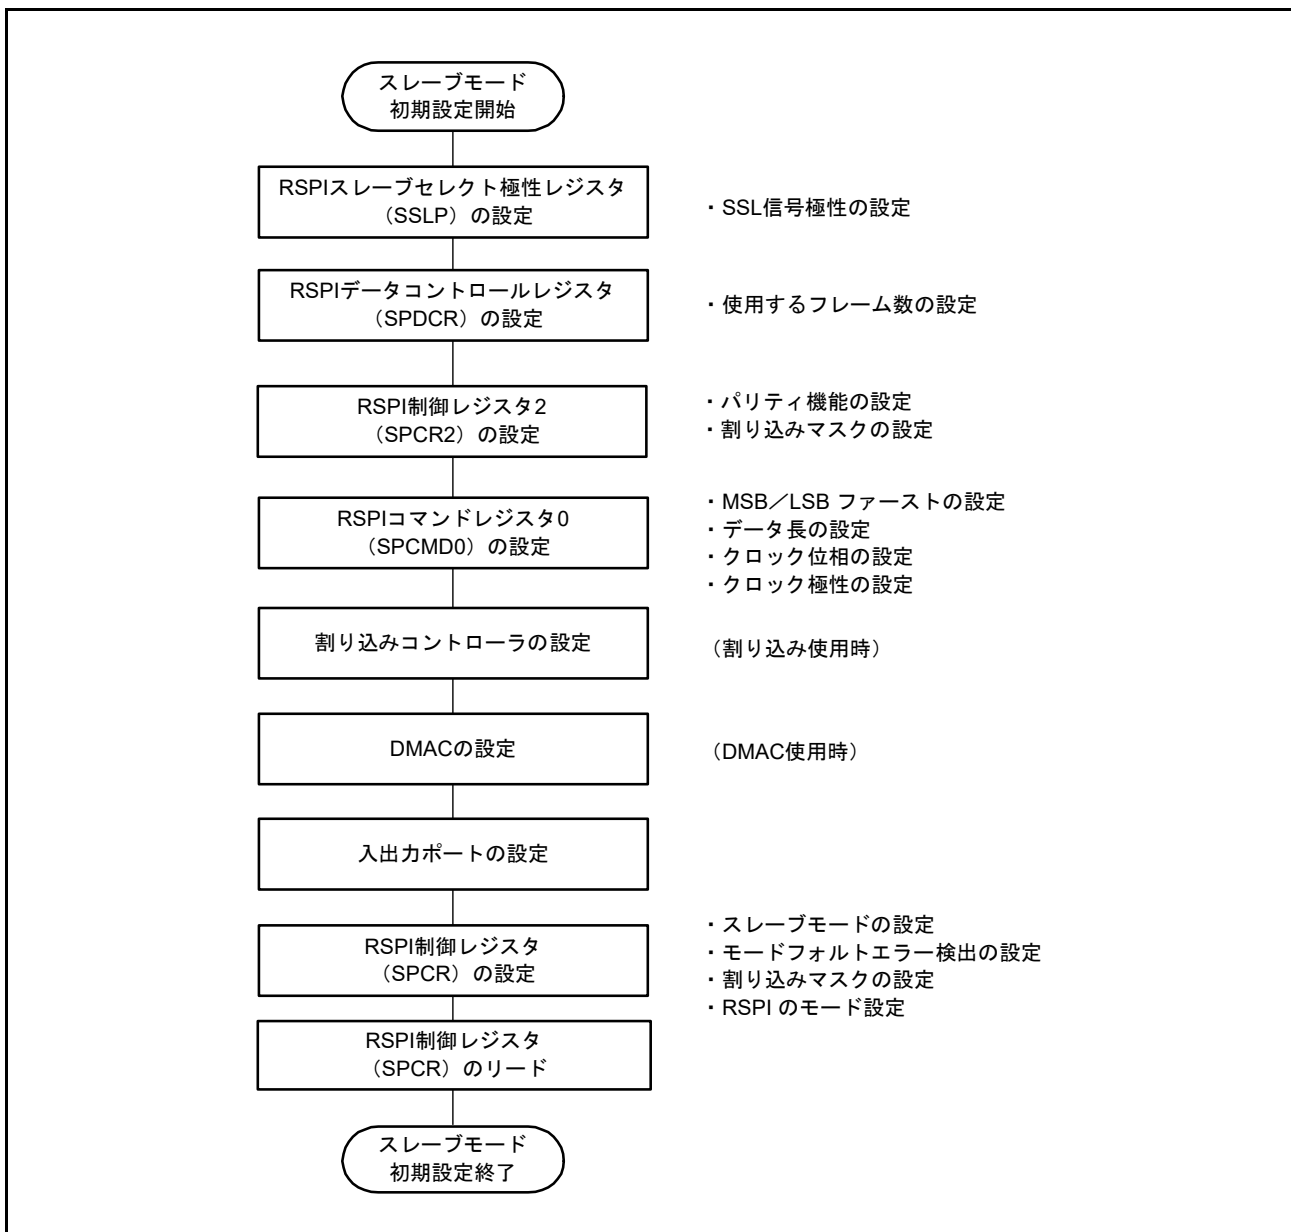 スレーブモード
初期設定開始
RSPIスレーブセレクト極性レジスタ
（SSLP）の設定
・SSL信号極性の設定
RSPIデータコントロールレジスタ
（SPDCR）の設定
・使用するフレーム数の設定
RSPI制御レジスタ2
（SPCR2）の設定
・パリティ機能の設定
・割り込みマスクの設定
RSPIコマンドレジスタ0
（SPCMD0）の設定
・MSB／LSB ファーストの設定
・データ長の設定
・クロック位相の設定
・クロック極性の設定
割り込みコントローラの設定
（割り込み使用時）
DMACの設定
（DMAC使用時）
入出力ポートの設定
RSPI制御レジスタ
（SPCR）の設定
・スレーブモードの設定
・モードフォルトエラー検出の設定
・割り込みマスクの設定
・RSPI のモード設定
RSPI制御レジスタ
（SPCR）のリード
スレーブモード
初期設定終了